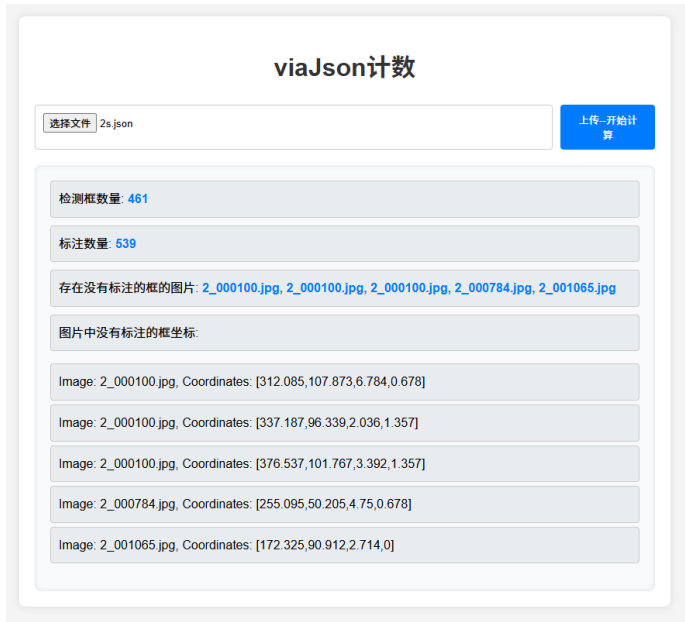 viaJson计数
选择文件 2s.json
上传--开始计
算
检测框数量: 461
标注数量: 539
存在没有标注的框的图片: 2_000100.jpg, 2_000100.jpg, 2_000100.jpg, 2_000784.jpg, 2_001065.jpg
图片中没有标注的框坐标:
Image: 2_000100.jpg, Coordinates: [312.085,107.873,6.784,0.678]
Image: 2_000100.jpg, Coordinates: [337.187,96.339,2.036,1.357]
Image: 2_000100.jpg, Coordinates: [376.537,101.767,3.392,1.357]
Image: 2_000784.jpg, Coordinates: [255.095,50.205,4.75,0.678]
Image: 2_001065.jpg, Coordinates: [172.325,90.912,2.714,0]